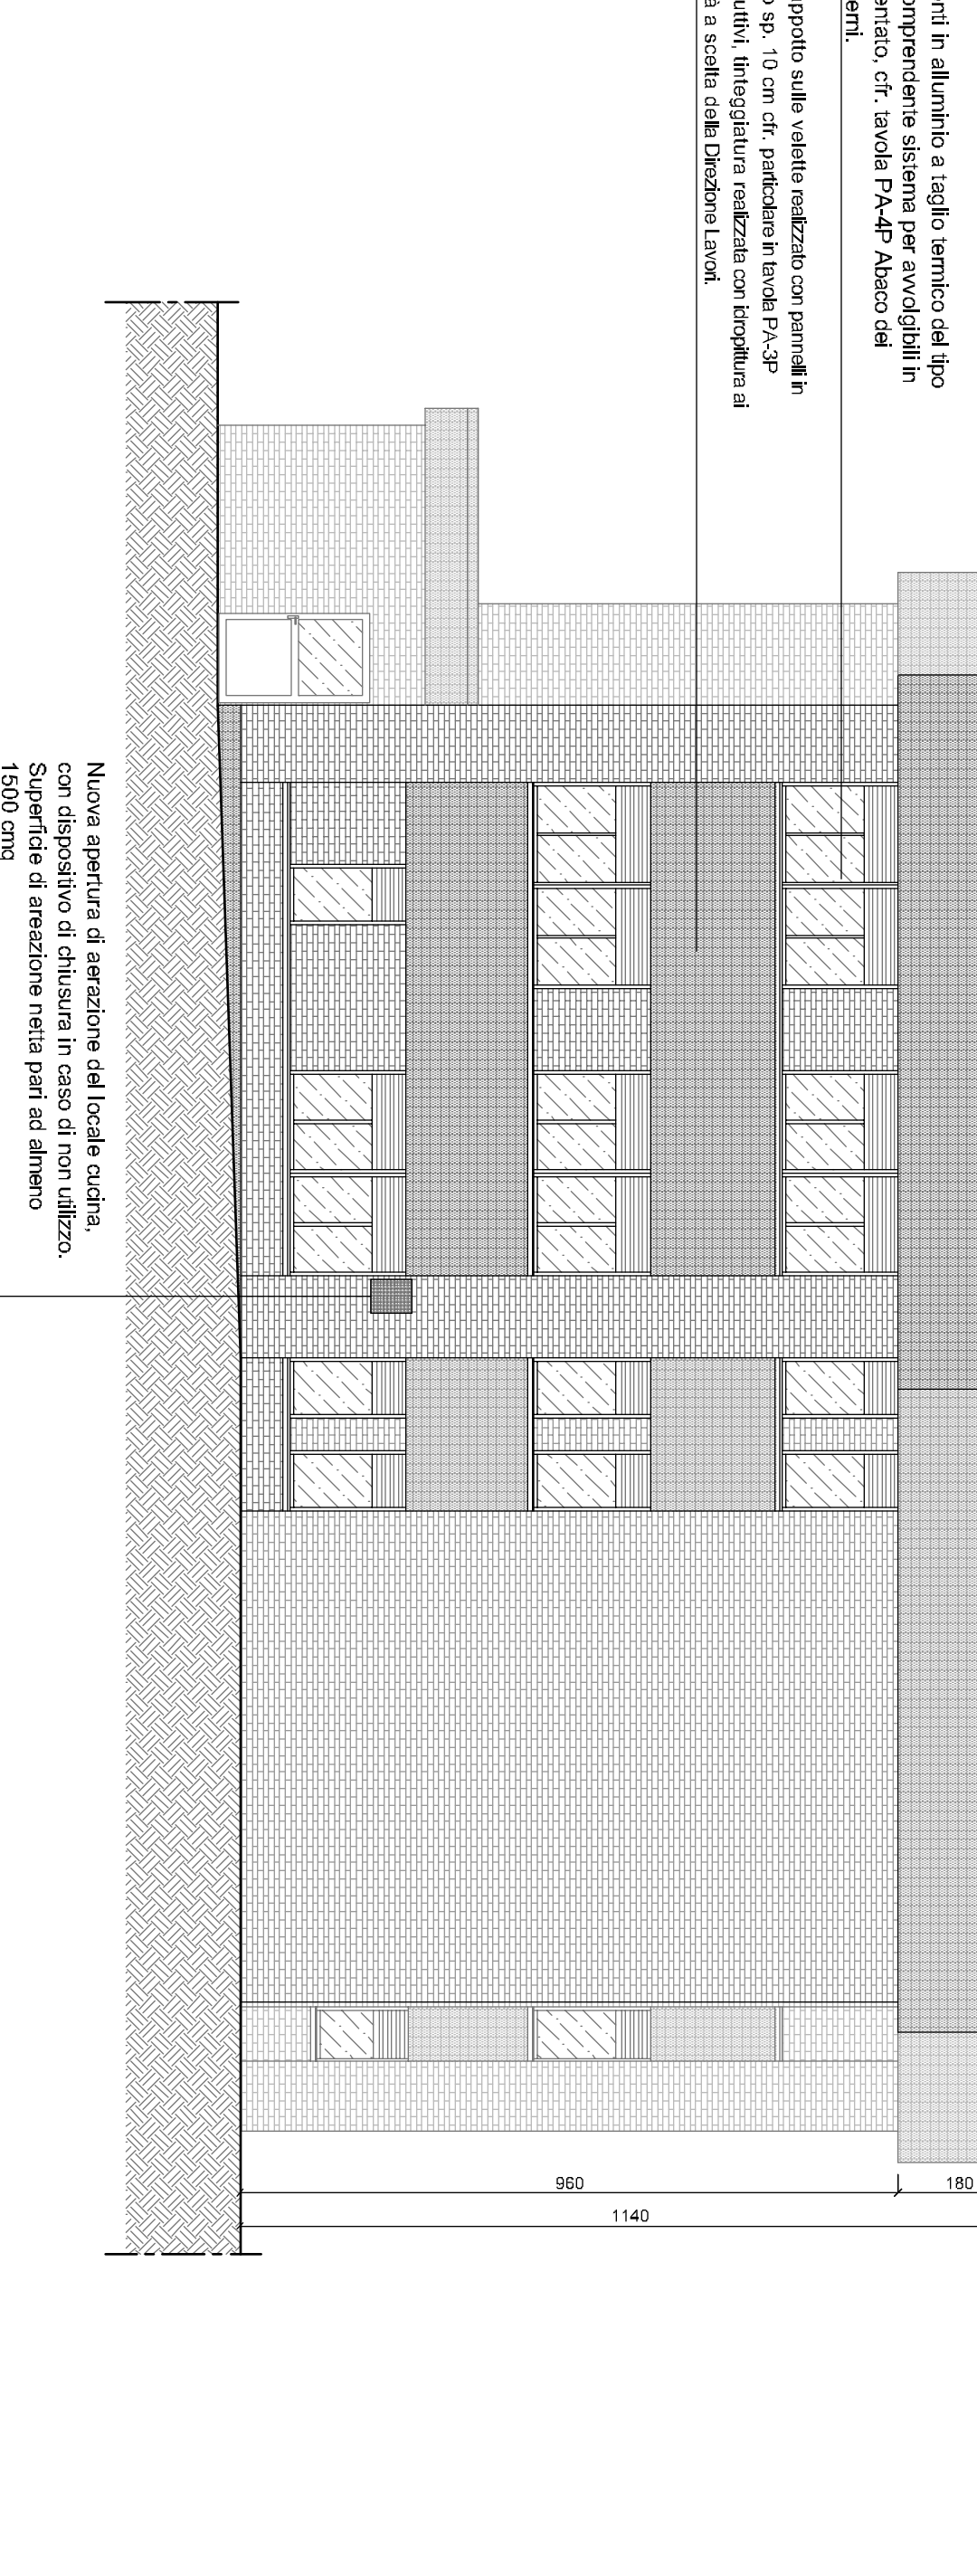 nti in alluminio a taglio termico del tipo
omprendente sistema per avvolgibili in
entato, cfr. tavola PA-4P Abaco dei
erni.
appotto sulle velette realizzato con pannelli in
o sp. 10 cm cfr. particolare in tavola PA-3P
uttivi, tinteggiatura realizzata con idropittura ai
à a scelta della Direzione Lavori.
Nuova apertura di aerazione del locale cucina,
con dispositivo di chiusura in caso di non utilizzo.
Superficie di areazione netta pari ad almeno
1500 cmq
960
180
1140